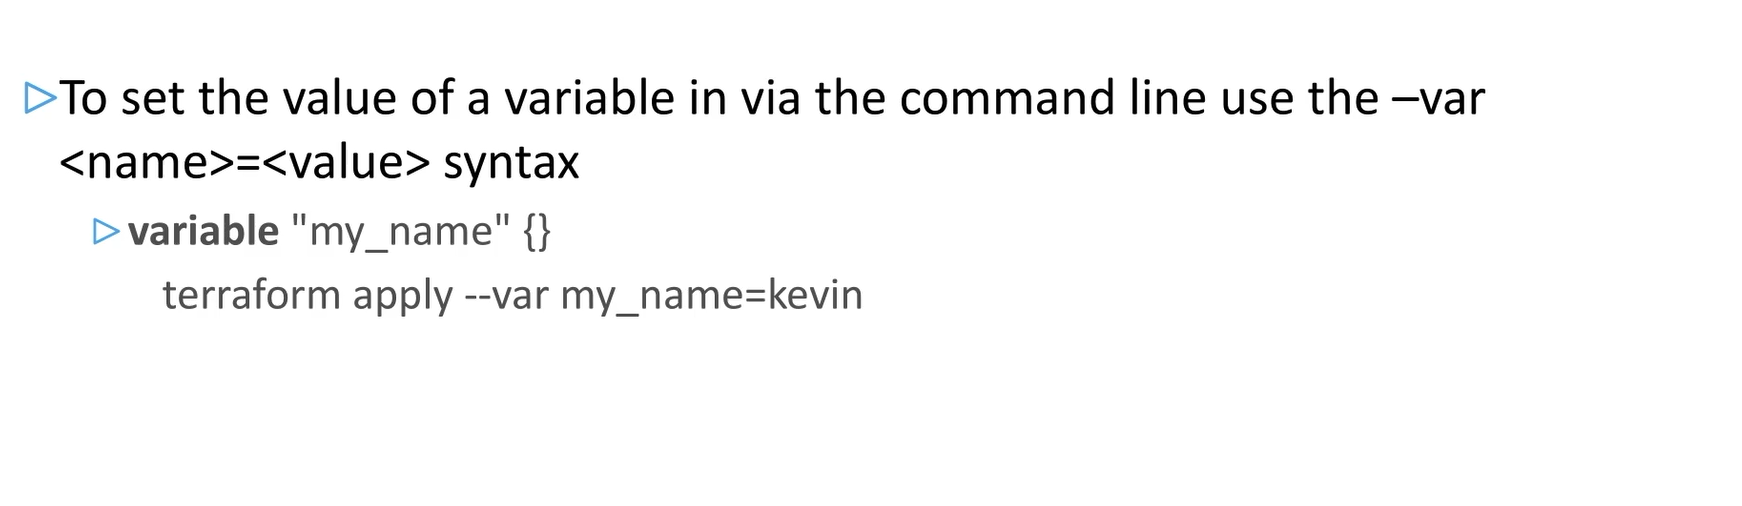 To set the value of a variable in via the command line use the –var
<name>=<value> syntax
variable "my_name" {}
terraform apply --var my_name=kevin